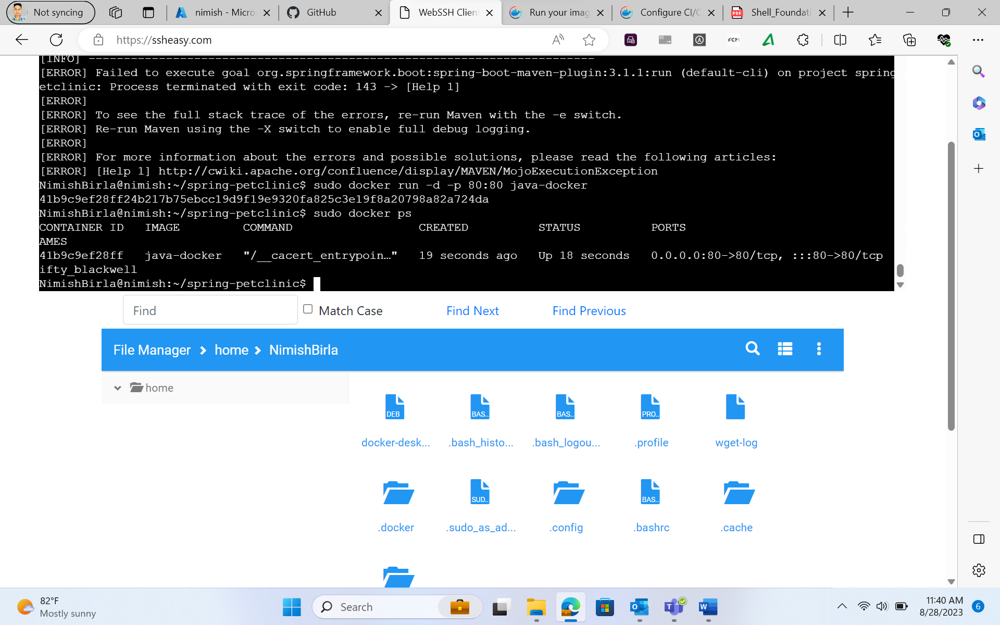 Not syncing
nimish - Micro
GitHub
WebSSH Clien
Run your imag
Configure CI/C
Shell_Foundati
https://ssheasy.com
[INFO] ------------------------------------------------------------------------
[ERROR] Failed to execute goal org.springframework.boot:spring-boot-maven-plugin:3.1.1:run (default-cli) on project spring
etclinic: Process terminated with exit code: 143 -> [Help 1]
[ERROR]
[ERROR] To see the full stack trace of the errors, re-run Maven with the -e switch.
[ERROR] Re-run Maven using the -X switch to enable full debug logging.
[ERROR]
[ERROR] For more information about the errors and possible solutions, please read the following articles:
[ERROR] [Help 1] http://cwiki.apache.org/confluence/display/MAVEN/MojoExecutionException
NimishBirla@nimish:~/spring-petclinic$ sudo docker run -d -p 80:80 java-docker
41b9c9ef28ff24b217b75ebcc19d9f19e9320fa825c3e19f8a20798a82a724da
NimishBirla@nimish:~/spring-petclinic$ sudo docker ps
CONTAINER ID IMAGE COMMAND CREATED STATUS PORTS
AMES
41b9c9ef28ff java-docker "/__cacert_entrypoin…" 19 seconds ago Up 18 seconds 0.0.0.0:80->80/tcp, :::80->80/tcp
ifty_blackwell
NimishBirla@nimish:~/spring-petclinic$
Find
Match Case
Find Next
Find Previous
File Manager > home > NimishBirla
home
DEB
BAS..
BAS..
PRO..
docker-desk...
.bash_histo...
.bash_logou...
.profile
wget-log
SUD..
BAS..
.docker
.sudo_as_ad...
.config
.bashrc
.cache
82°F
Mostly sunny
Search
11:40 AM
8/28/2023
6